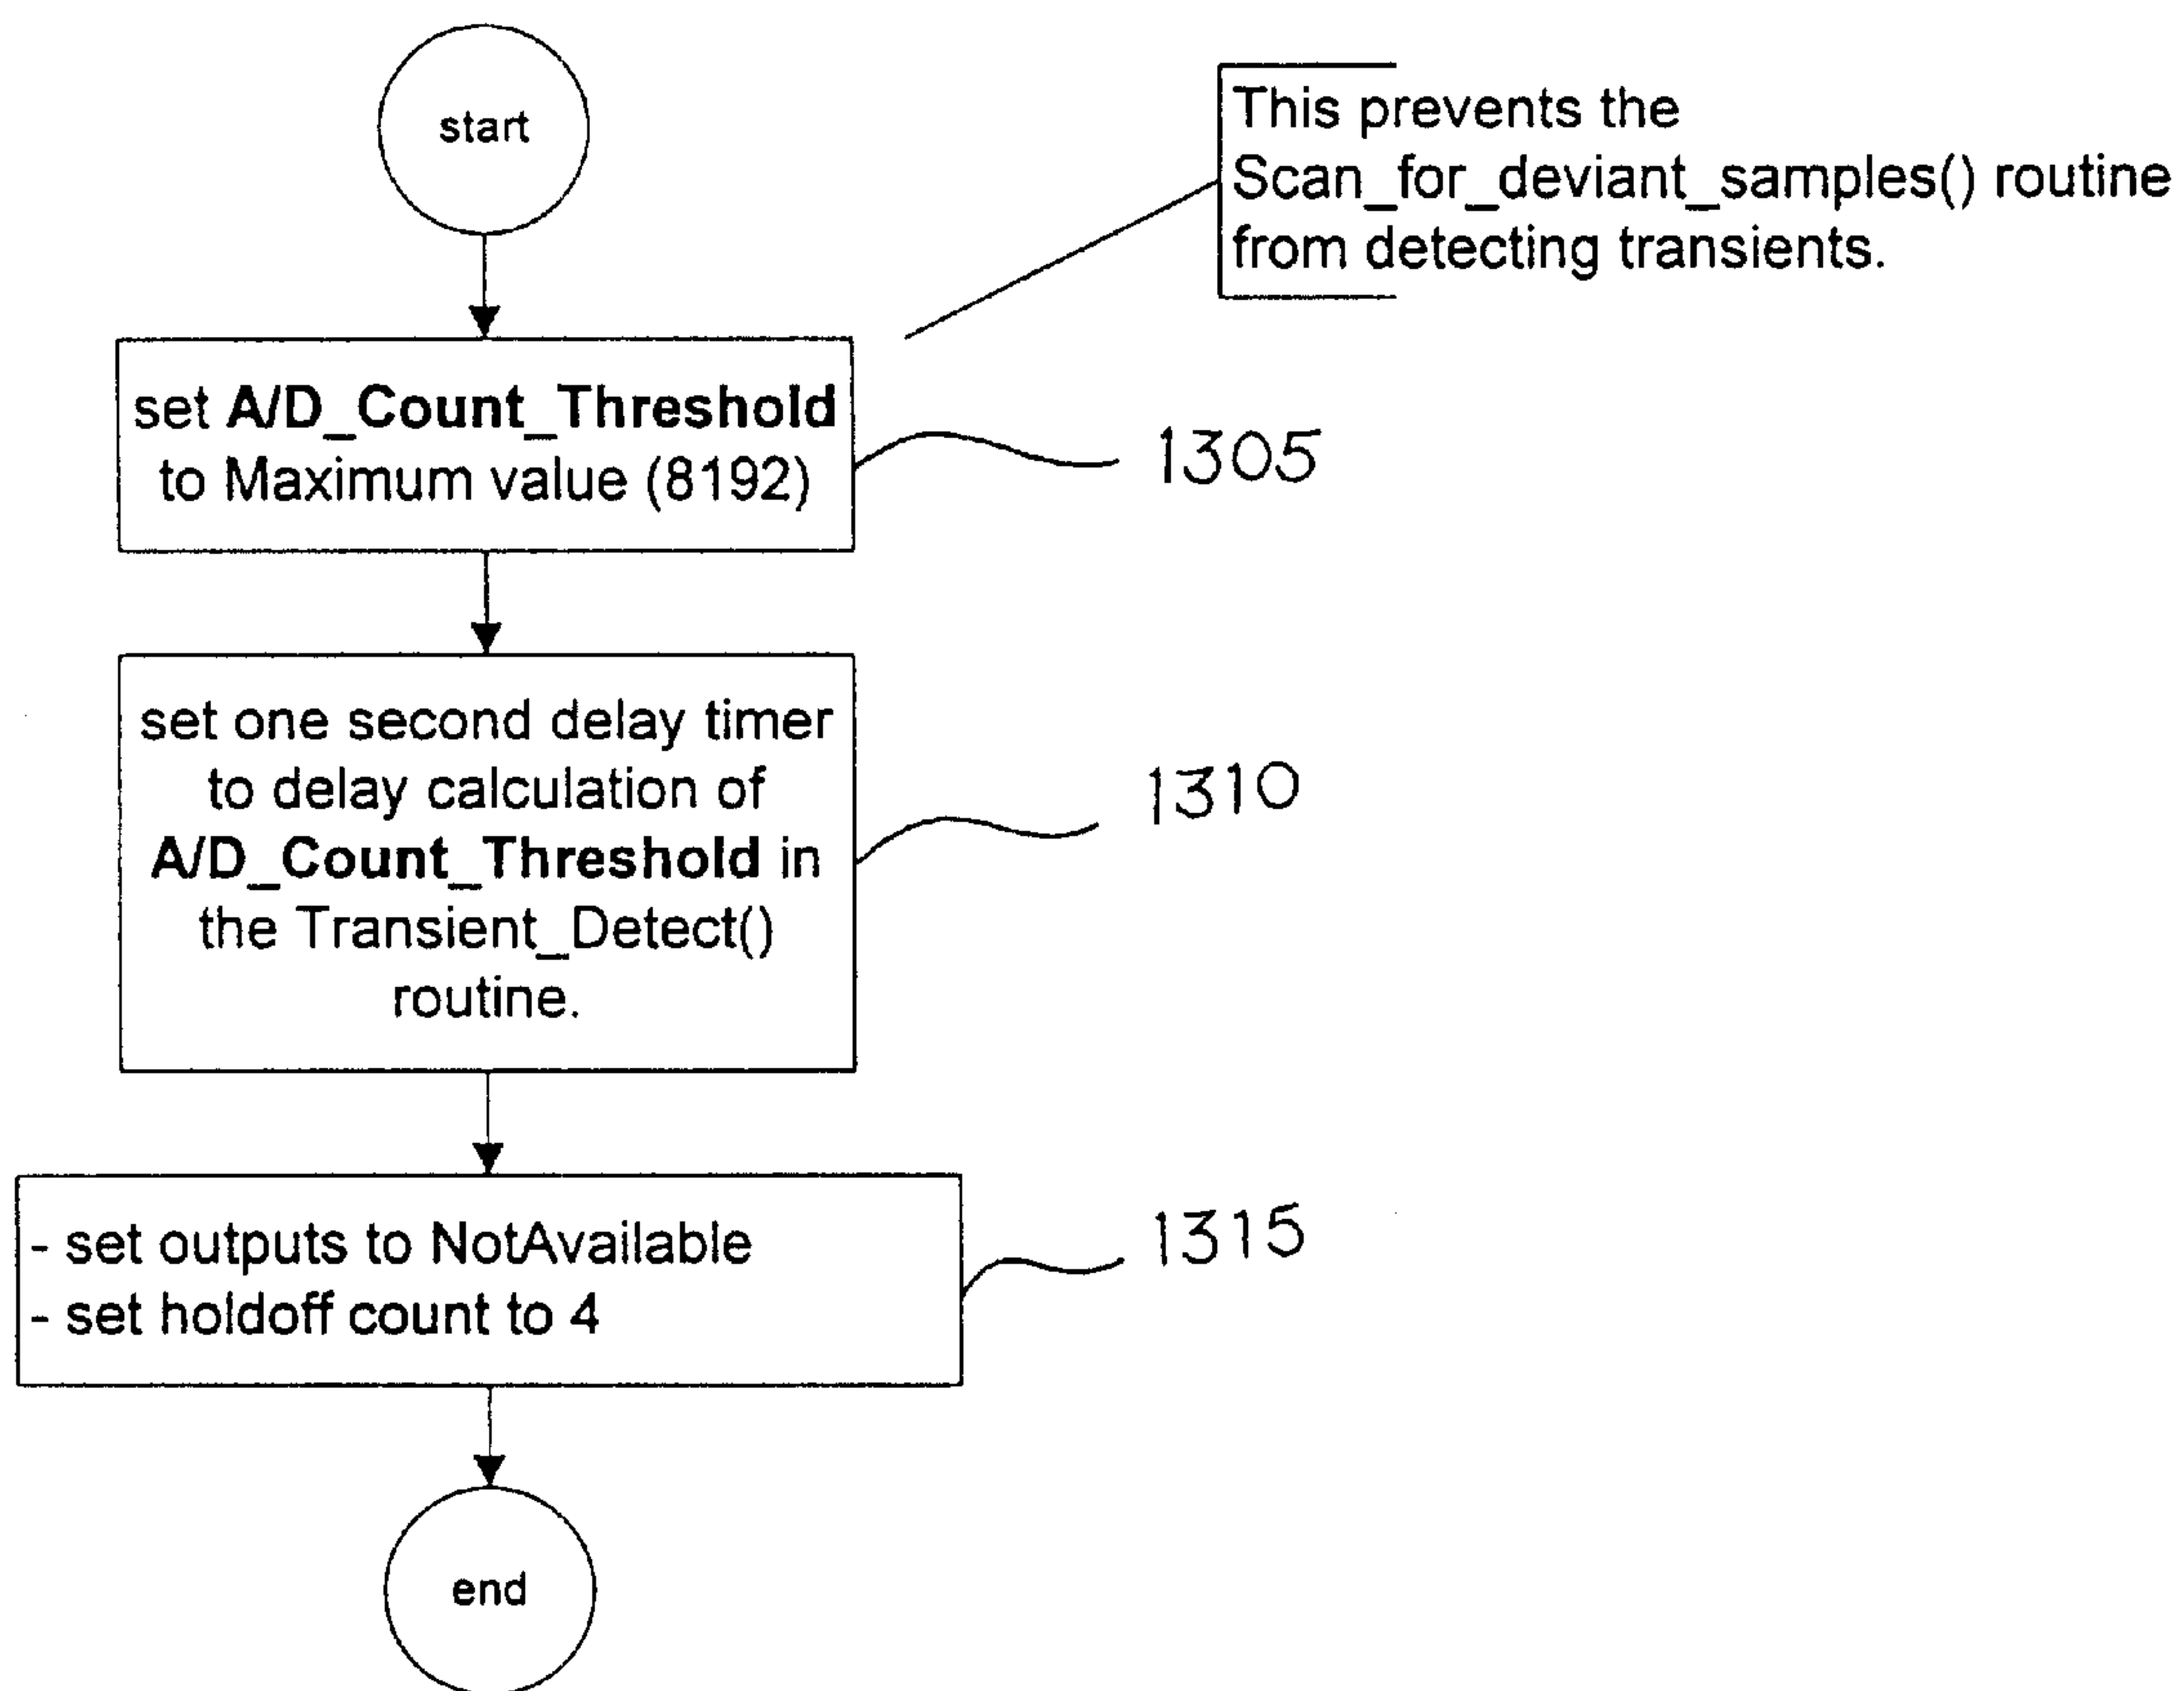 start
This prevents the
Scan_for_deviant_samples() routine
from detecting transients.
set A/D_Count_Threshold
to Maximum value (8192)
1305
set one second delay timer
to delay calculation of
A/D_Count_Threshold in
the Transient_Detect()
routine.
1310
- set outputs to NotAvailable
- set holdoff count to 4
1315
end